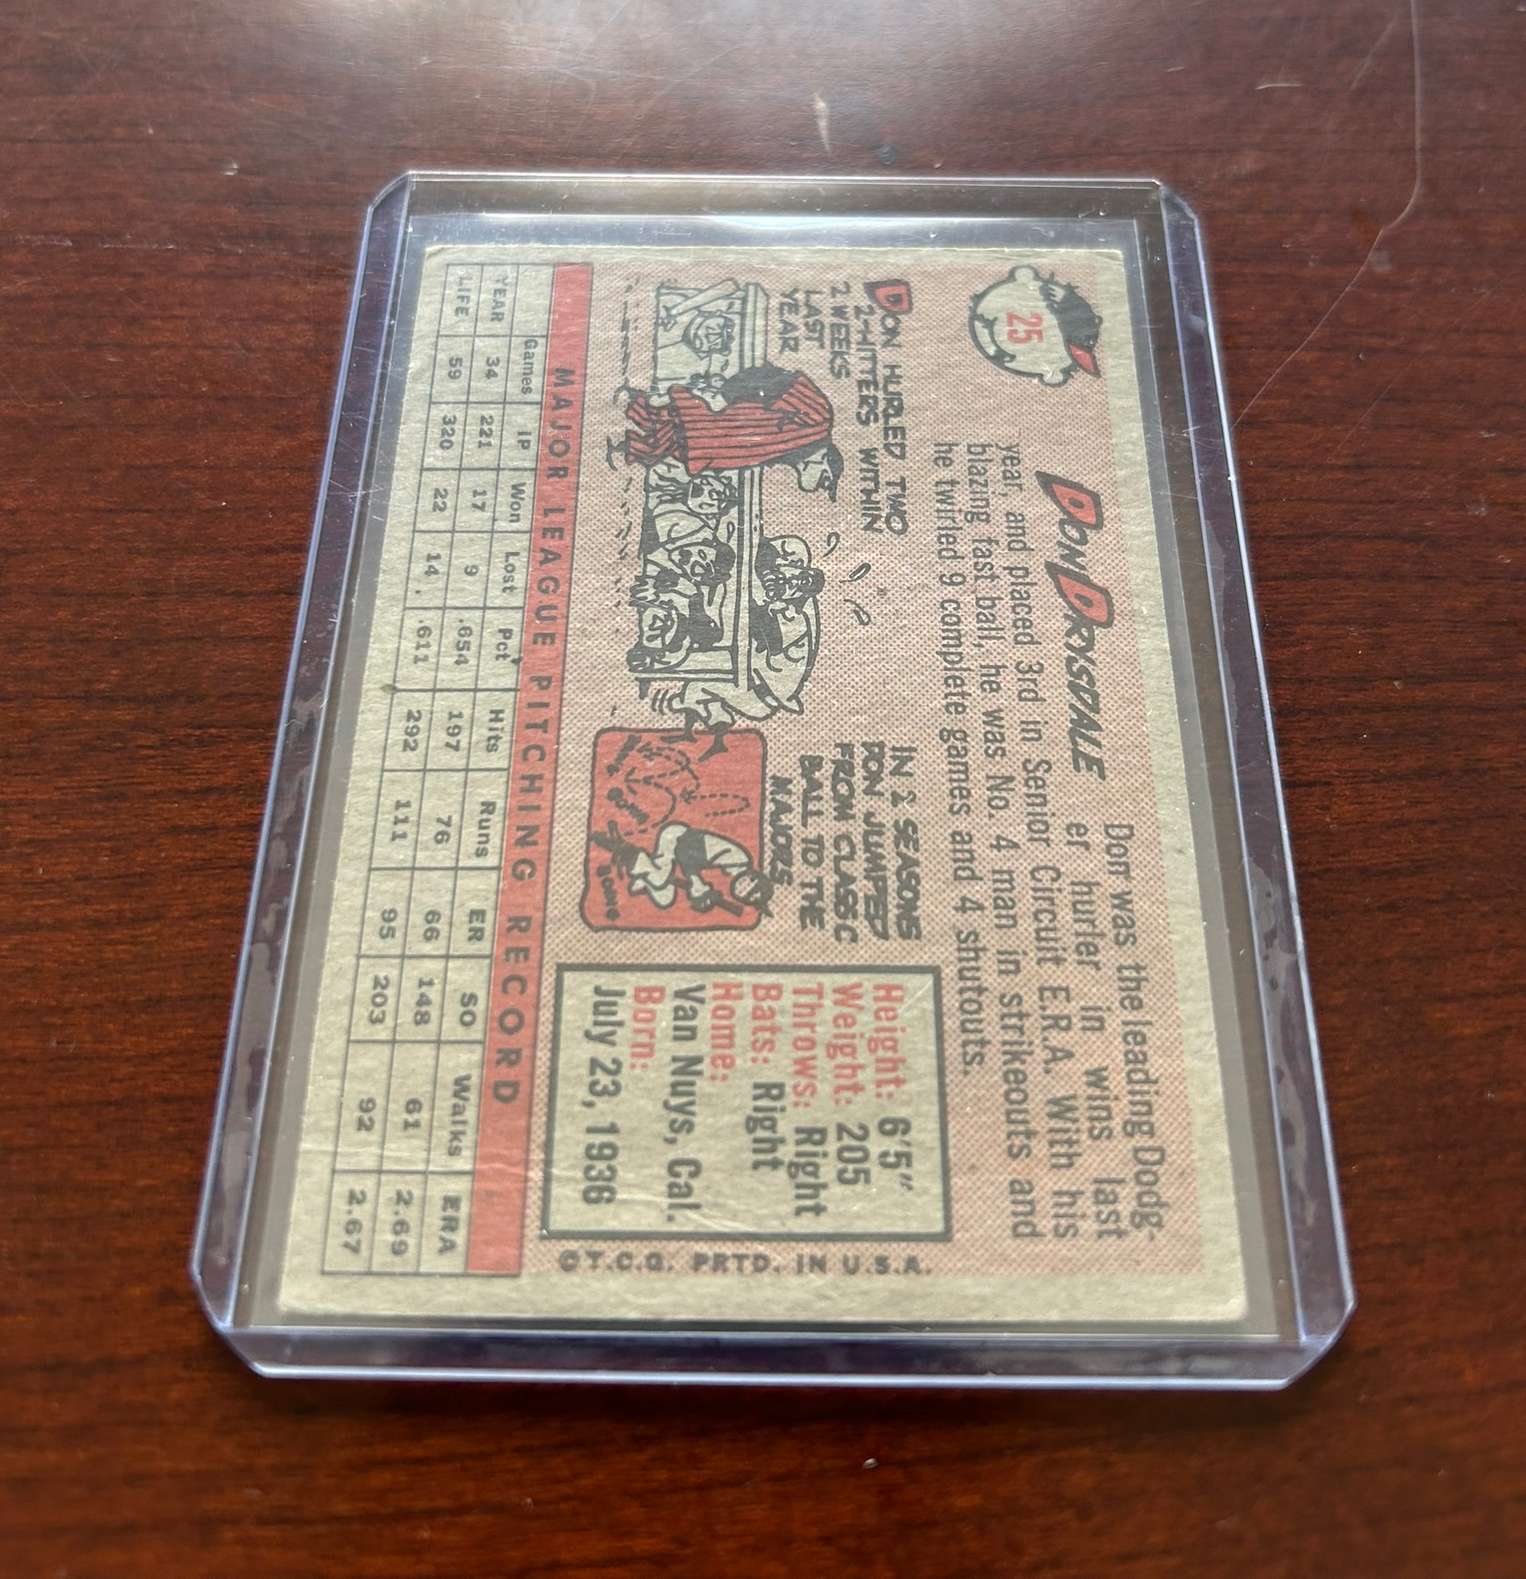 25
DON DRYSDALE
Don was the leading Dodg-
er hurler in wins last
year, and placed 3rd in Senior Circuit E.R.A. With his
blazing fast ball, he was No. 4 man in strikeouts and
he twirled 9 complete games and 4 shutouts.
DON HURLED TWO
2-HITTERS WITHIN
2 WEEKS
LAST
YEAR
IN 2 SEASONS
DON JUMPED
FROM CLASS C
BALL TO THE
MAJORS
BOING
Height: 6'5"
Weight: 205
Throws: Right
Bats: Right
Home:
Van Nuys, Cal.
Born:
July 23, 1936
©T.C.G. PRTD. IN U.S.A.
MAJOR LEAGUE PITCHING RECORD
Games IP Won Lost Pct Hits Runs ER SO Walks ERA
YEAR 34 221 17 9 .654 197 76 66 148 61 2.69
LIFE 59 320 22 14 .611 292 111 95 203 92 2.67